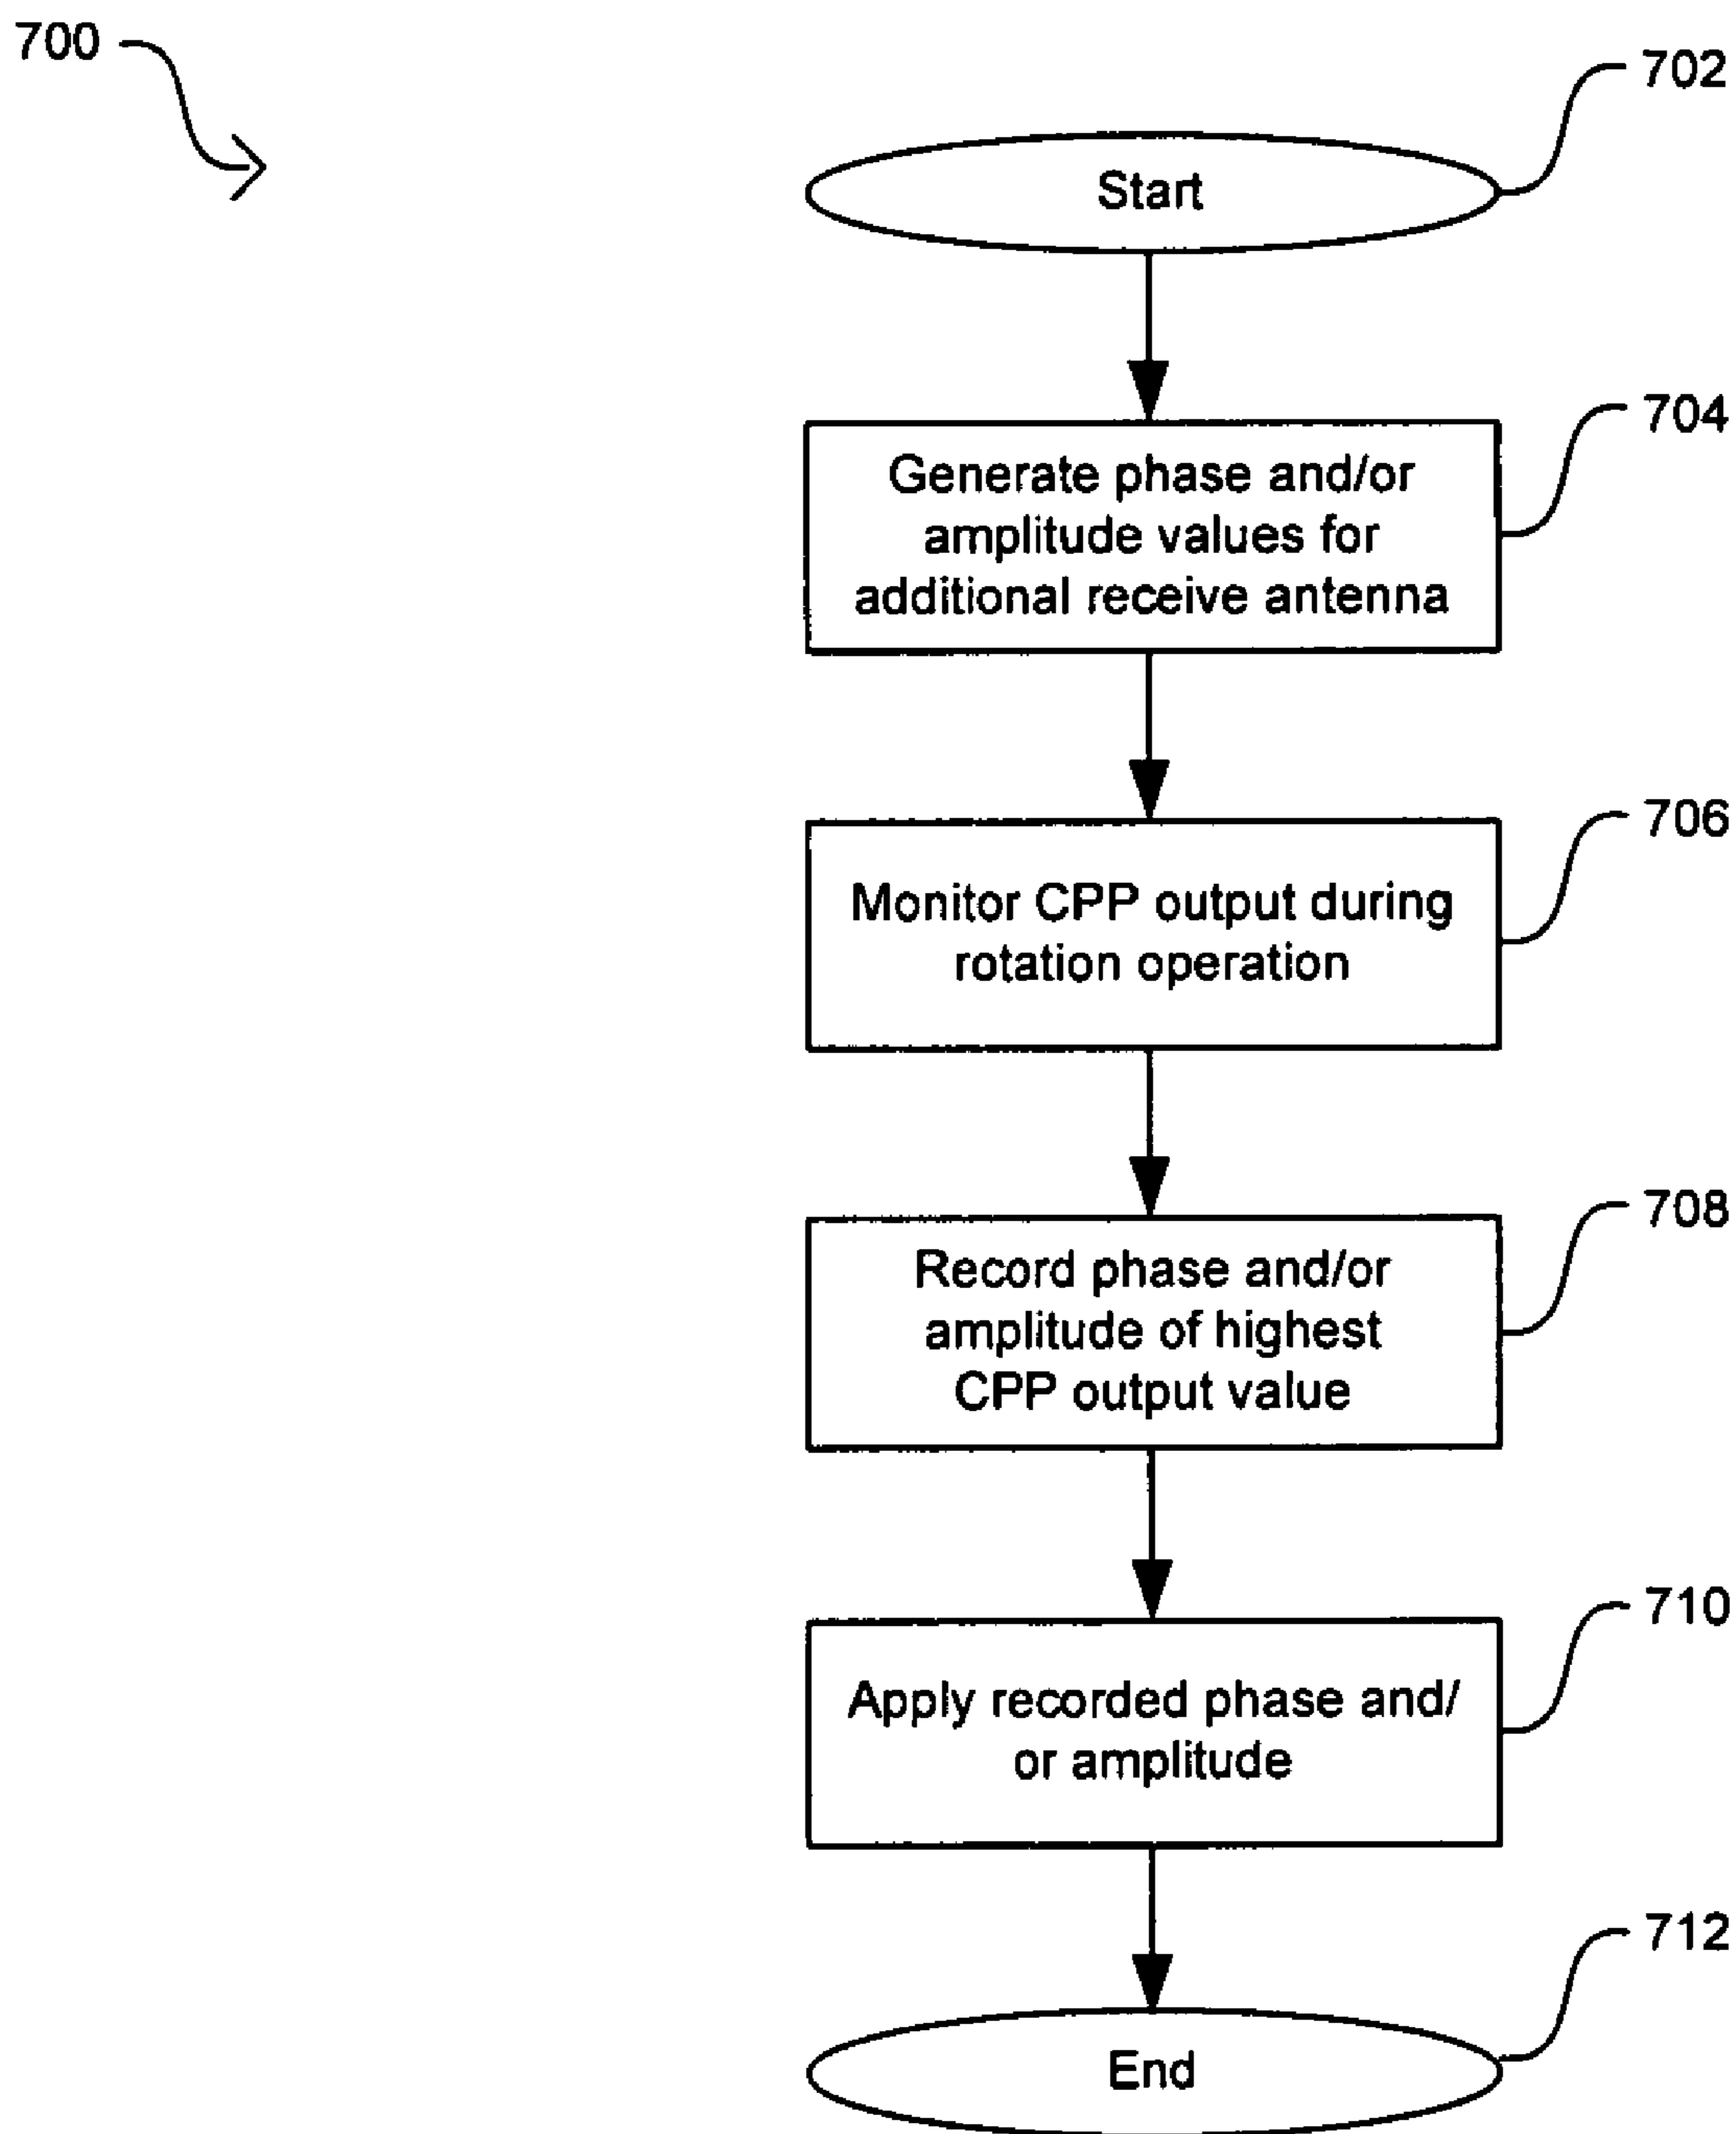 700
702
Start
704
Generate phase and/or
amplitude values for
additional receive antenna
706
Monitor CPP output during
rotation operation
708
Record phase and/or
amplitude of highest
CPP output value
710
Apply recorded phase and/
or amplitude
712
End